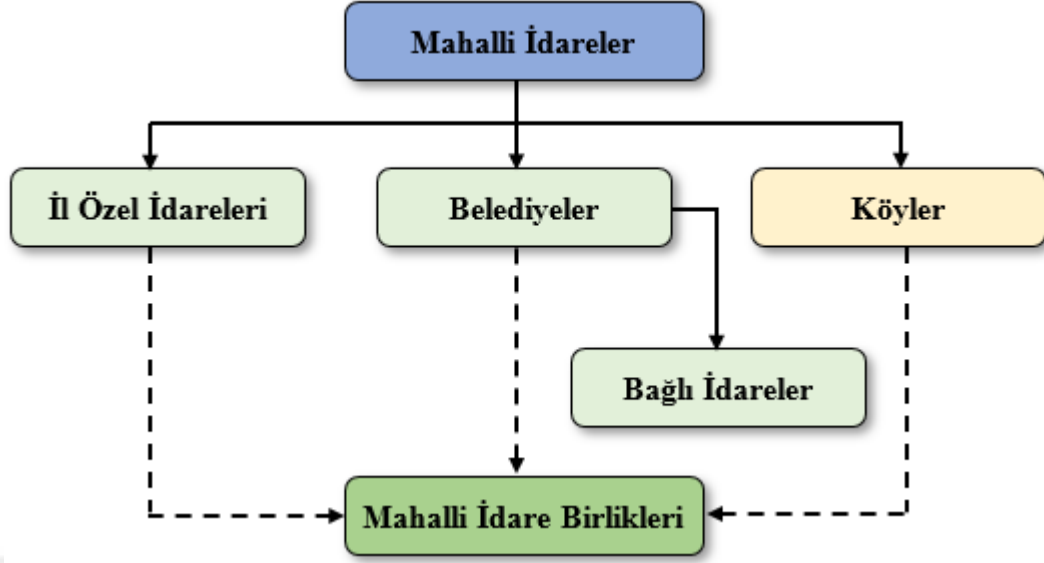 Mahalli İdareler
İl Özel İdareleri
Belediyeler
Köyler
Bağlı İdareler
Mahalli İdare Birlikleri